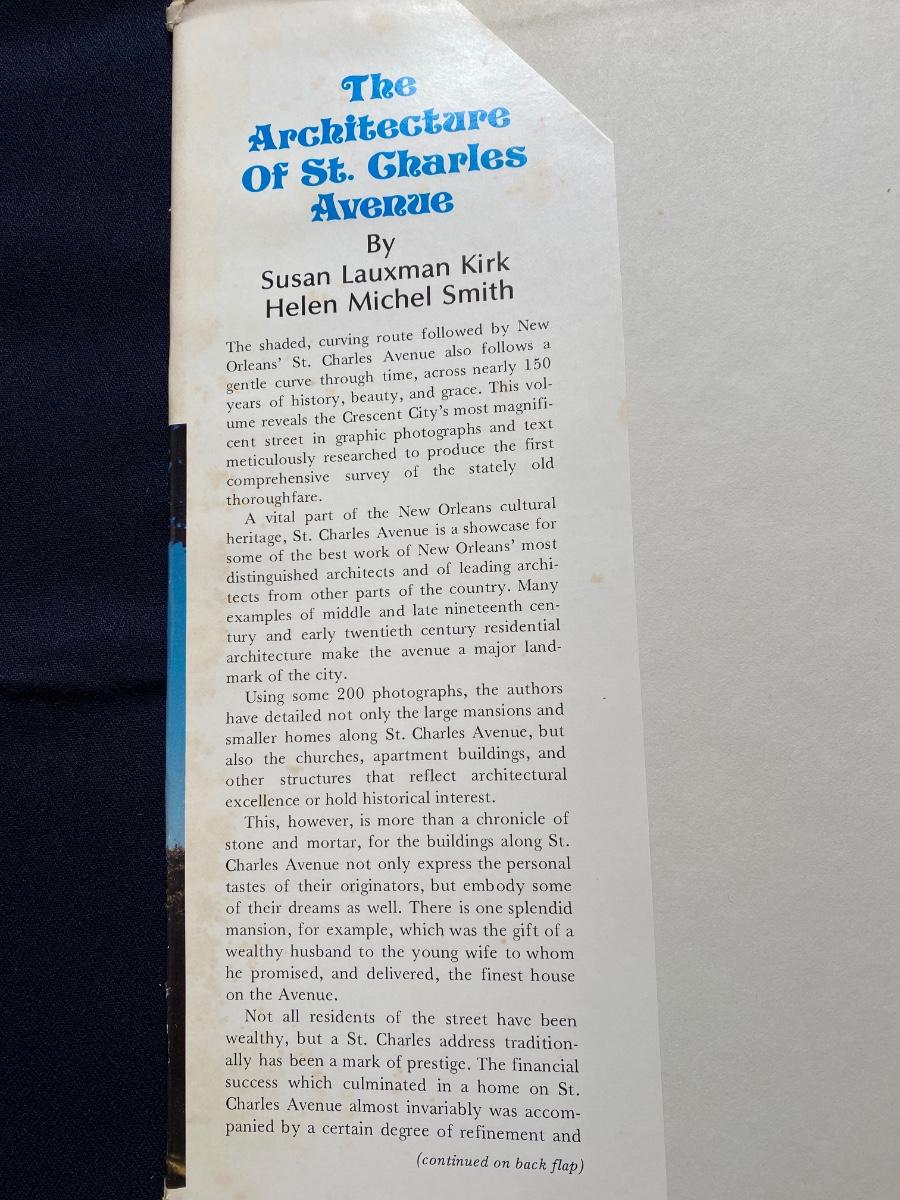 The
Architecture
Of St. Charles
Avenue
By
Susan Lauxman Kirk
Helen Michel Smith
The shaded, curving route followed by New
Orleans' St. Charles Avenue also follows a
gentle curve through time, across nearly 150
years of history, beauty, and grace. This vol-
ume reveals the Crescent City's most magnifi-
cent street in graphic photographs and text
meticulously researched to produce the first
comprehensive survey of the stately old
thoroughfare.
A vital part of the New Orleans cultural
heritage, St. Charles Avenue is a showcase for
some of the best work of New Orleans' most
distinguished architects and of leading archi-
tects from other parts of the country. Many
examples of middle and late nineteenth cen-
tury and early twentieth century residential
architecture make the avenue a major land-
mark of the city.
Using some 200 photographs, the authors
have detailed not only the large mansions and
smaller homes along St. Charles Avenue, but
also the churches, apartment buildings, and
other structures that reflect architectural
excellence or hold historical interest.
This, however, is more than a chronicle of
stone and mortar, for the buildings along St.
Charles Avenue not only express the personal
tastes of their originators, but embody some
of their dreams as well. There is one splendid
mansion, for example, which was the gift of a
wealthy husband to the young wife to whom
he promised, and delivered, the finest house
on the Avenue.
Not all residents of the street have been
wealthy, but a St. Charles address tradition-
ally has been a mark of prestige. The financial
success which culminated in a home on St.
Charles Avenue almost invariably was accom-
panied by a certain degree of refinement and
(continued on back flap)